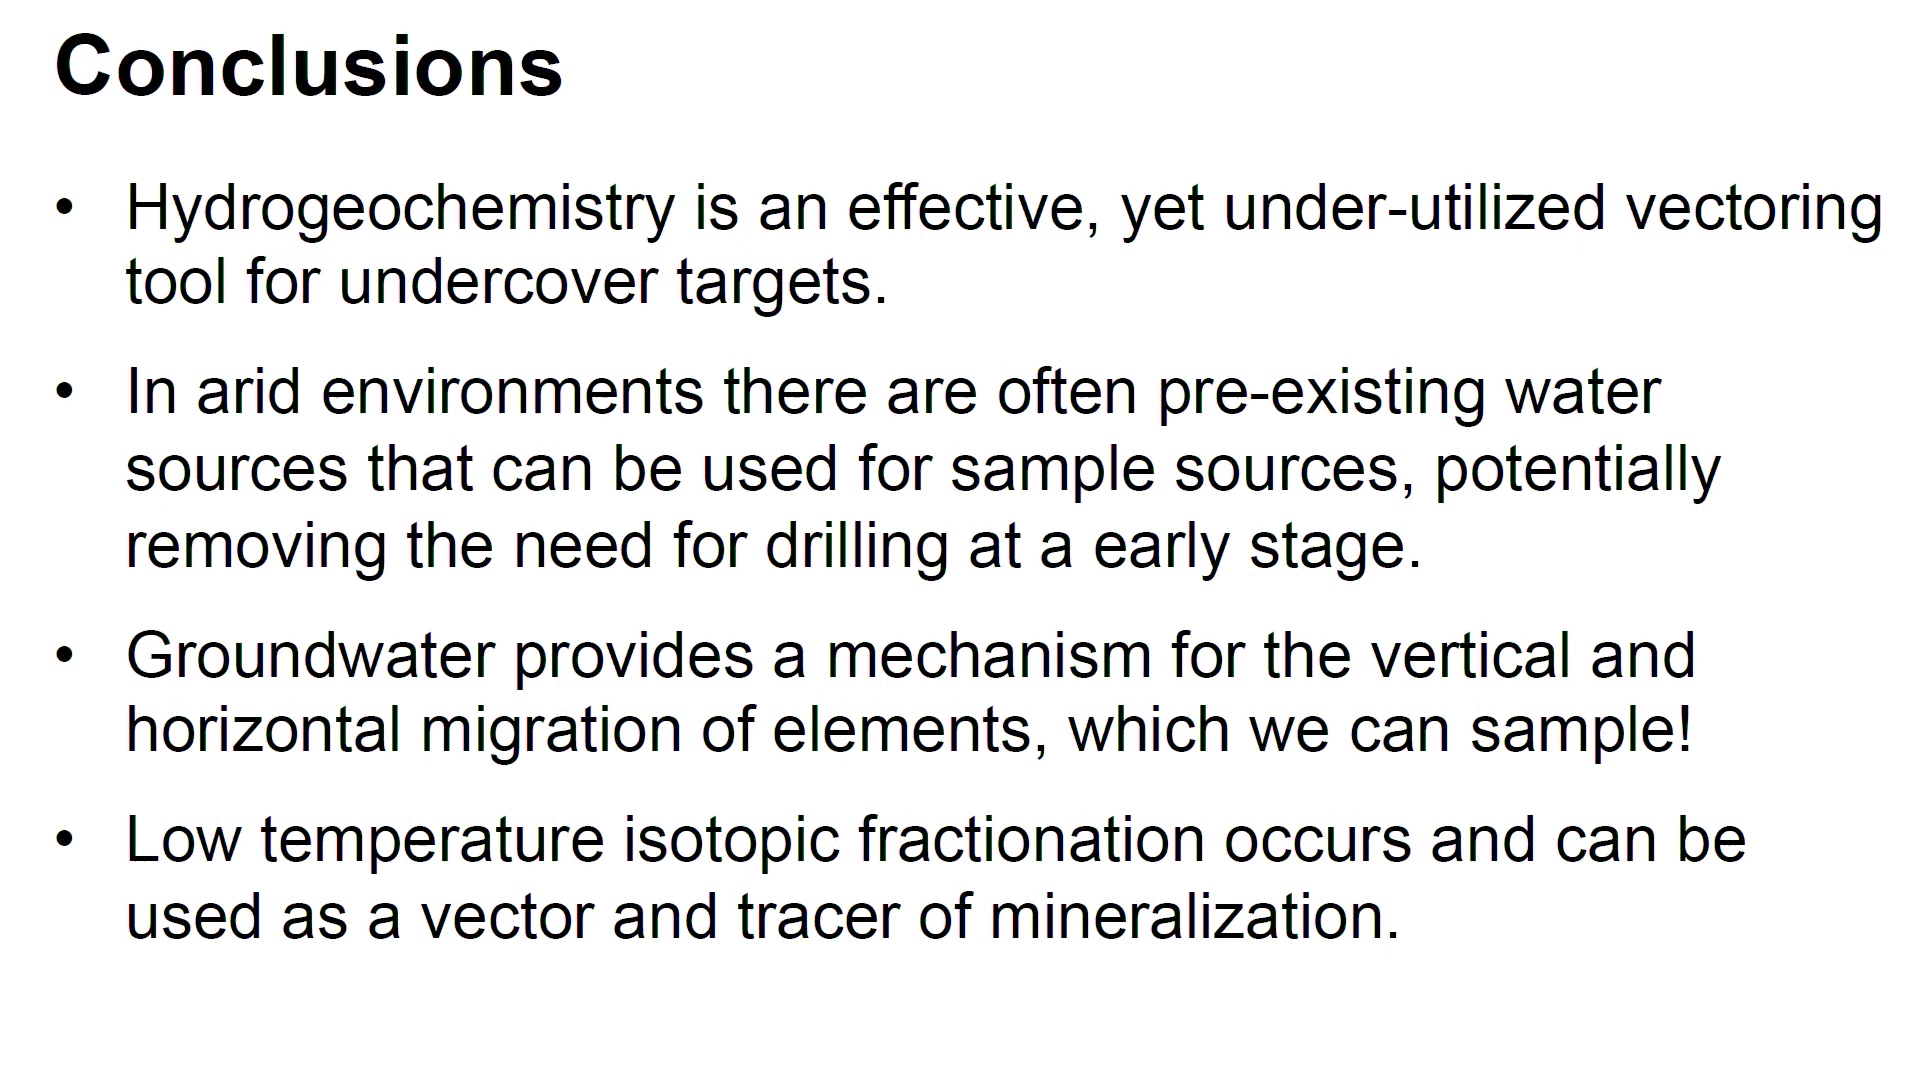 Conclusions
• Hydrogeochemistry is an effective, yet under-utilized vectoring
tool for undercover targets.
• In arid environments there are often pre-existing water
sources that can be used for sample sources, potentially
removing the need for drilling at a early stage.
• Groundwater provides a mechanism for the vertical and
horizontal migration of elements, which we can sample!
• Low temperature isotopic fractionation occurs and can be
used as a vector and tracer of mineralization.